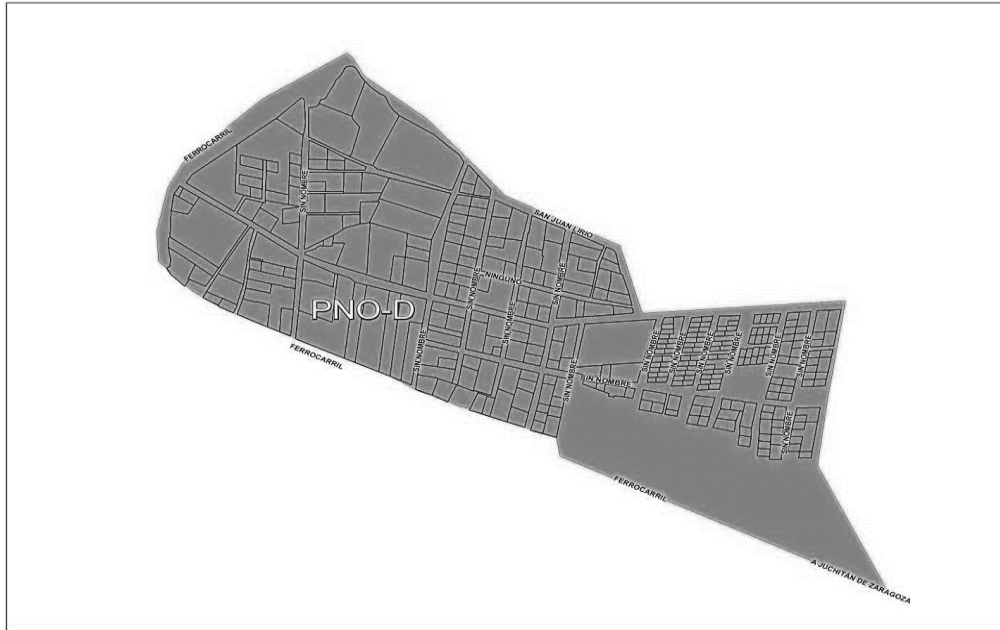 FERROCARRIL
SIN NOMBRE
SAN JUAN LIRIO
NINGUNO
SIN NOMBRE
SIN NOMBRE
SIN NOMBRE
PNO-D
SIN NOMBRE
FERROCARRIL
SIN NOMBRE
SIN NOMBRE
SIN NOMBRE
SIN NOMBRE
SIN NOMBRE
SIN NOMBRE
SIN NOMBRE
SIN NOMBRE
SIN NOMBRE
SIN NOMBRE
FERROCARRIL
A JUCHITÁN DE ZARAGOZA